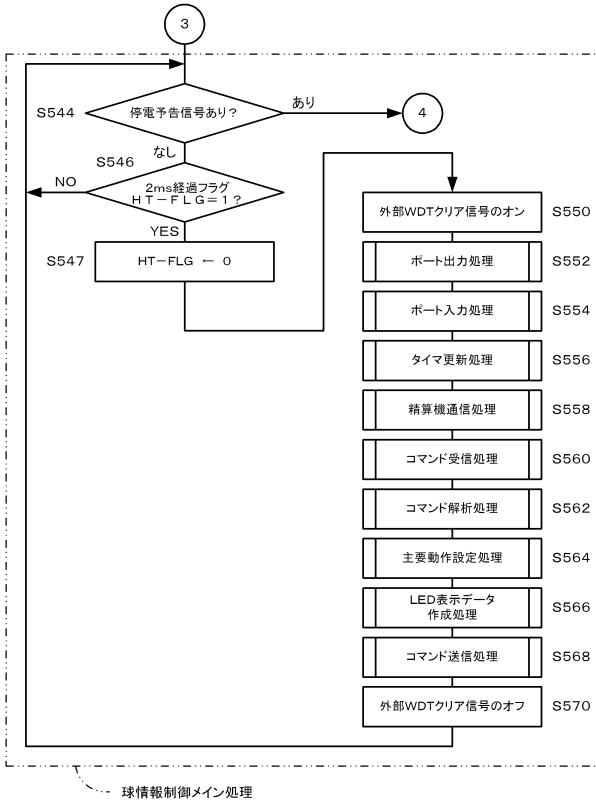 3
S544
停電予告信号あり？
あり
4
なし
S546
NO
2ms経過フラグ
ＨＴ－ＦＬＧ＝１？
YES
S547
HT－FLG ← 0
外部WDTクリア信号のオン
S550
ポート出力処理
S552
ポート入力処理
S554
タイマ更新処理
S556
精算機通信処理
S558
コマンド受信処理
S560
コマンド解析処理
S562
主要動作設定処理
S564
LED表示データ
作成処理
S566
コマンド送信処理
S568
外部WDTクリア信号のオフ
S570
球情報制御メイン処理